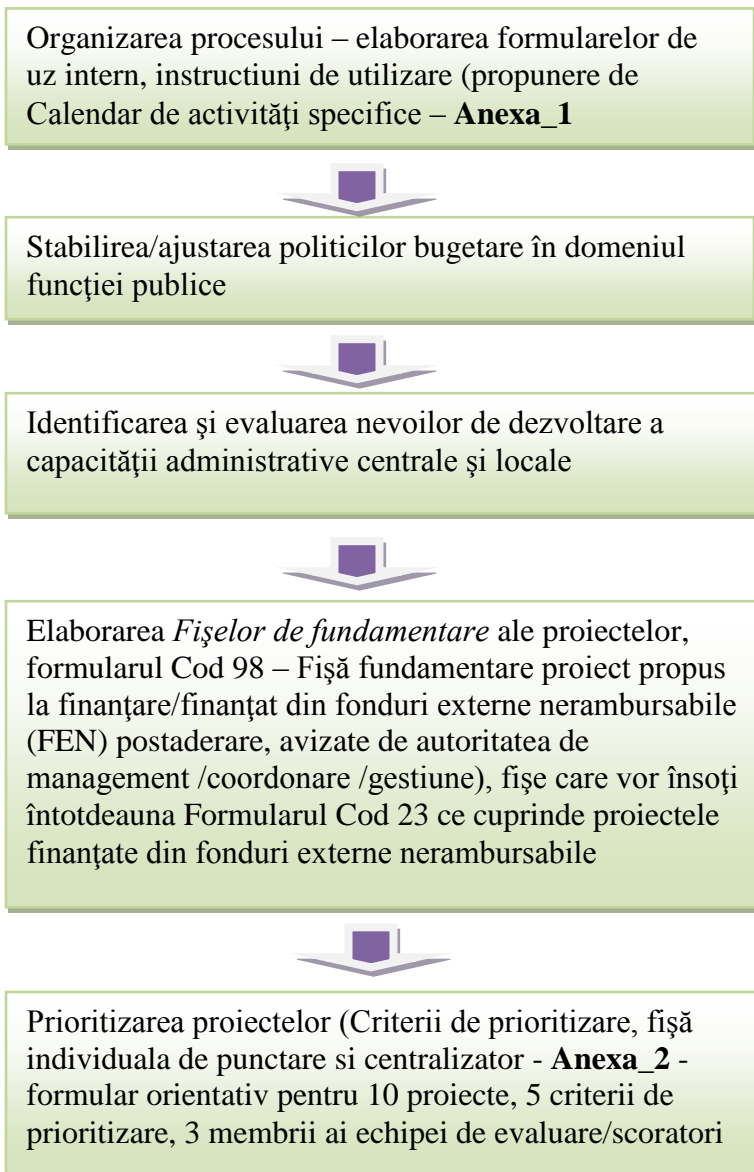 Organizarea procesului – elaborarea formularelor de
uz intern, instructiuni de utilizare (propunere de
Calendar de activităţi specifice – Anexa_1
Stabilirea/ajustarea politicilor bugetare în domeniul
funcţiei publice
Identificarea şi evaluarea nevoilor de dezvoltare a
capacităţii administrative centrale şi locale
Elaborarea Fişelor de fundamentare ale proiectelor,
formularul Cod 98 – Fişă fundamentare proiect propus
la finanţare/finanţat din fonduri externe nerambursabile
(FEN) postaderare, avizate de autoritatea de
management /coordonare /gestiune), fişe care vor însoţi
întotdeauna Formularul Cod 23 ce cuprinde proiectele
finanţate din fonduri externe nerambursabile
Prioritizarea proiectelor (Criterii de prioritizare, fişă
individuala de punctare si centralizator - Anexa_2 -
formular orientativ pentru 10 proiecte, 5 criterii de
prioritizare, 3 membrii ai echipei de evaluare/scoratori